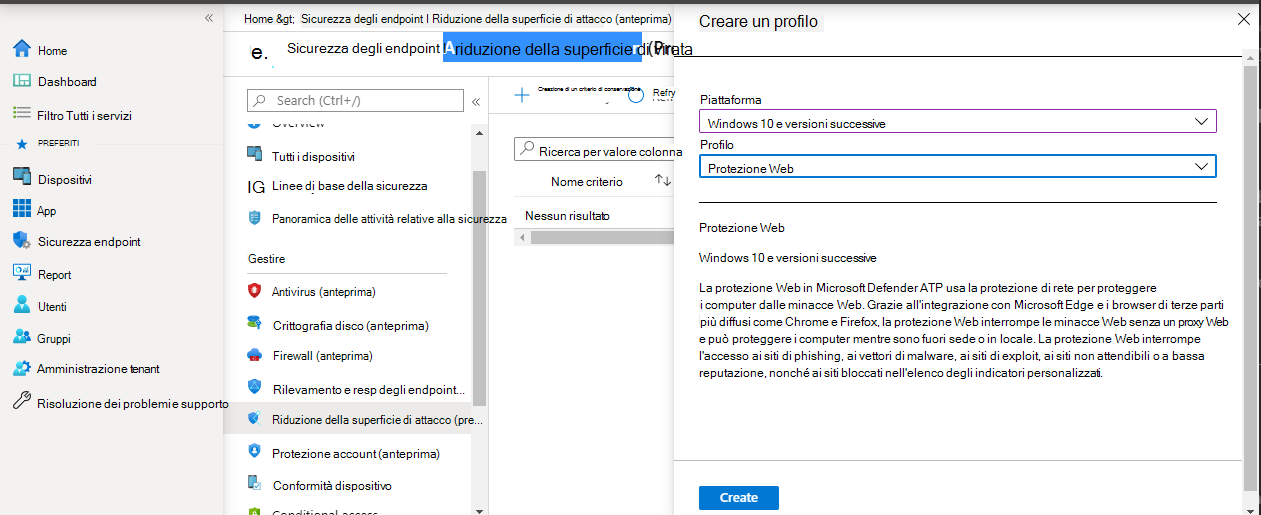 Home &gt; Sicurezza degli endpoint I Riduzione della superficie di attacco (anteprima)
e. Sicurezza degli endpoint
Home
Dashboard
Filtro Tutti i servizi
PREFERITI
Dispositivi
App
Sicurezza endpoint
Report
Utenti
Gruppi
Amministrazione tenant
Risoluzione dei problemi e supporto
Search (Ctrl+/)
Overview
Tutti i dispositivi
IG Linee di base della sicurezza
Panoramica delle attività relative alla sicurezza
Gestire
Antivirus (anteprima)
Crittografia disco (anteprima)
Firewall (anteprima)
Rilevamento e resp degli endpoint...
Riduzione della superficie di attacco (pre...
Protezione account (anteprima)
Conformità dispositivo
Conditional access
Ariduzione della superficie di virata
Creazione di un criterio di conservazione
Refry
Ricerca per valore colonna
Nome criterio
Nessun risultato
Creare un profilo
Piattaforma
Windows 10 e versioni successive
Profilo
Protezione Web
Protezione Web
Windows 10 e versioni successive
La protezione Web in Microsoft Defender ATP usa la protezione di rete per proteggere
i computer dalle minacce Web. Grazie all'integrazione con Microsoft Edge e i browser di terze parti
più diffusi come Chrome e Firefox, la protezione Web interrompe le minacce Web senza un proxy Web
e può proteggere i computer mentre sono fuori sede o in locale. La protezione Web interrompe
l'accesso ai siti di phishing, ai vettori di malware, ai siti di exploit, ai siti non attendibili o a bassa
reputazione, nonché ai siti bloccati nell'elenco degli indicatori personalizzati.
Create